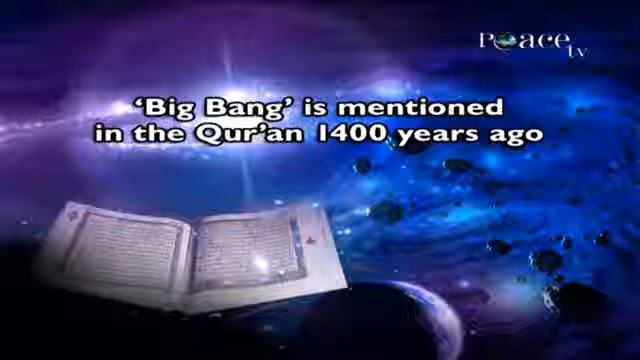 Peace tv
'Big Bang' is mentioned
in the Qur'an 1400 years ago